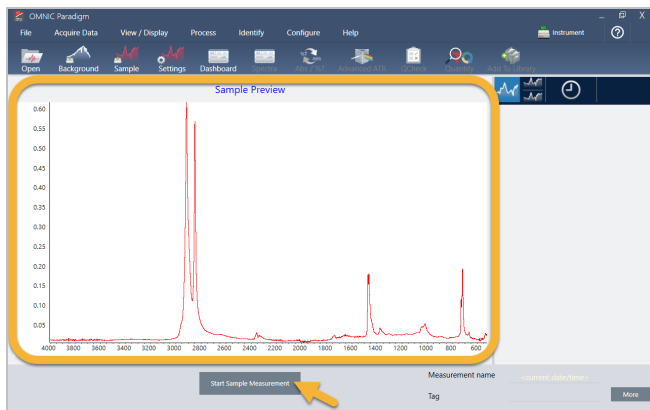 OMNIC Paradigm
File Acquire Data View / Display Process Identify Configure Help Instrument
Open Background Sample Settings Dashboard Spectra Abs / %T Advanced ATR QCheck Quantify Add To Library
Sample Preview
0.60
0.55
0.50
0.45
0.40
0.35
0.30
0.25
0.20
0.15
0.10
0.05
4000 3800 3600 3400 3200 3000 2800 2600 2400 2200 2000 1800 1600 1400 1200 1000 800 600
Start Sample Measurement
Measurement name <current date/time>
Tag
More